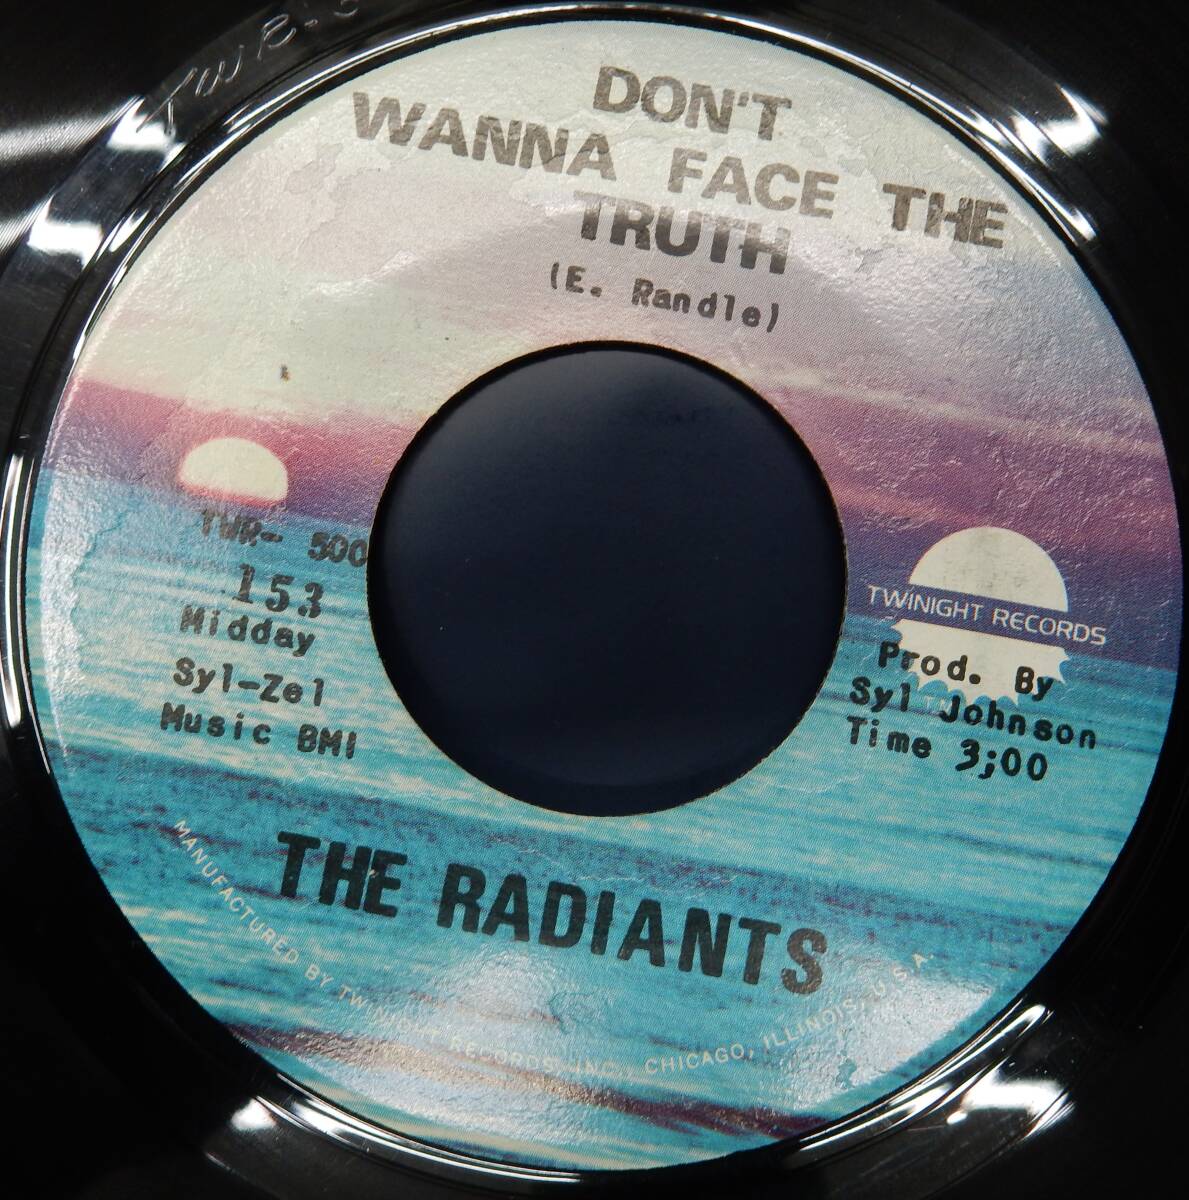 DON'T
WANNA FACE THE
TRUTH
(E. Randle)
TWR- 500
153
Midday
Syl-Zel
Music BMI
TWINIGHT RECORDS
Prod. By
Syl Johnson
Time 3;00
THE RADIANTS
MANUFACTURED BY TWINIGHT RECORDS, INC., CHICAGO, ILLINOIS, U.S.A.